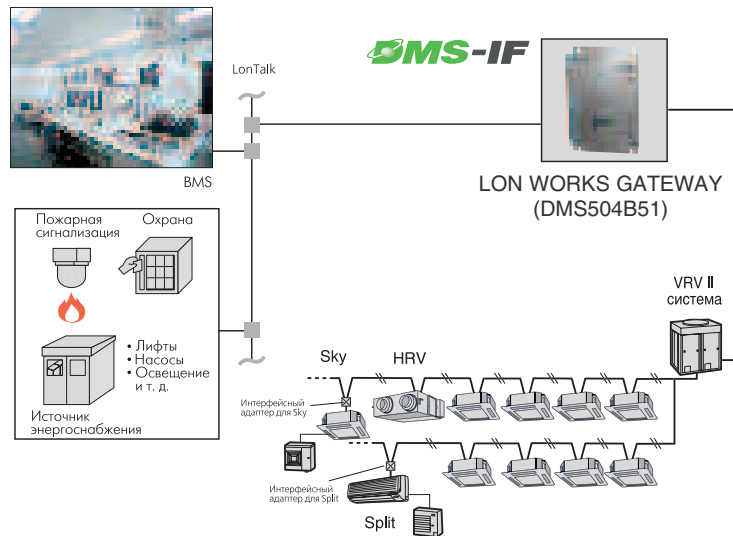 LonTalk
DMS-IF
BMS
LON WORKS GATEWAY
(DMS504B51)
Пожарная
сигнализация
Охрана
• Лифты
• Насосы
• Освещение
и т. д.
Источник
энергоснабжения
VRV II
система
Sky
HRV
Интерфейсный
адаптер для Sky
Интерфейсный
адаптер для Split
Split